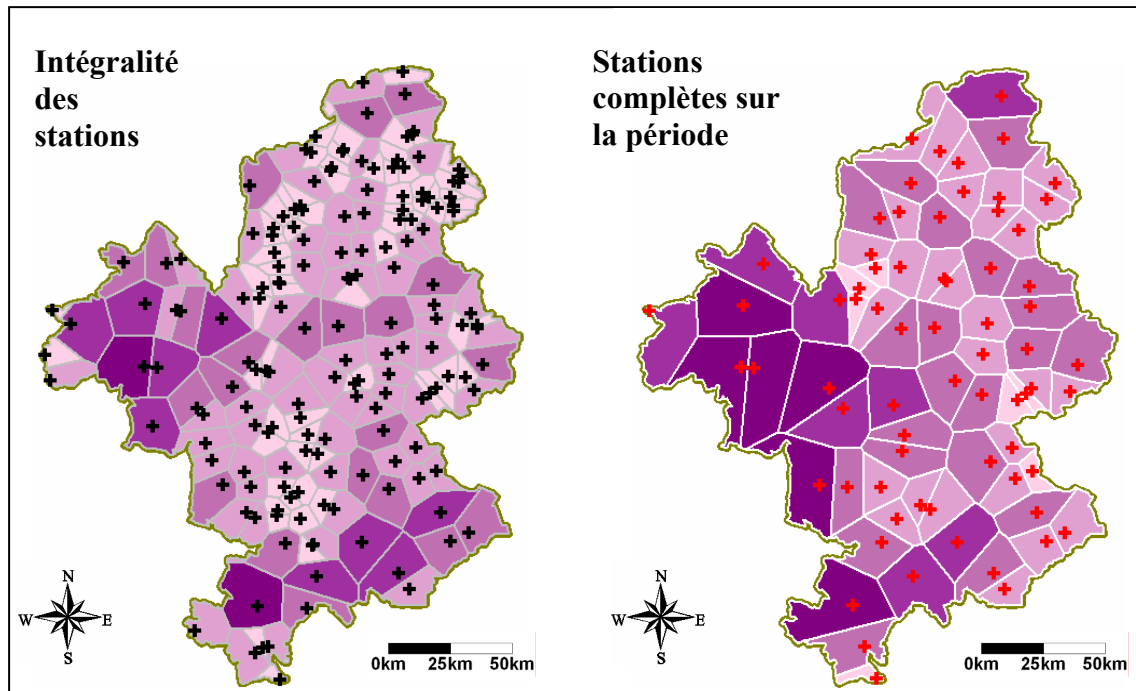 Intégralité
des
stations
Stations
complètes sur
la période
N
W E
S
0km 25km 50km
N
W E
S
0km 25km 50km